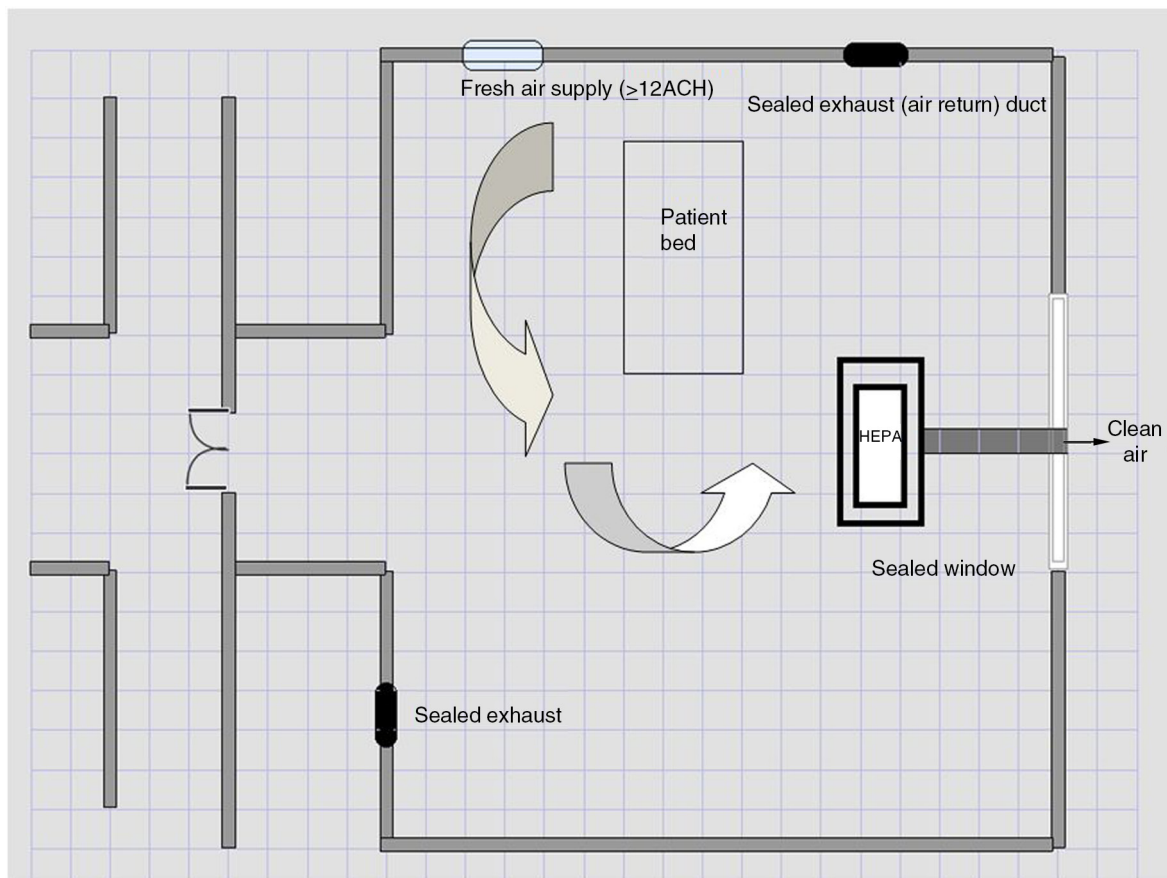 Fresh air supply (≥12ACH)
Sealed exhaust (air return) duct
Patient
bed
HEPA
Clean
air
Sealed window
Sealed exhaust